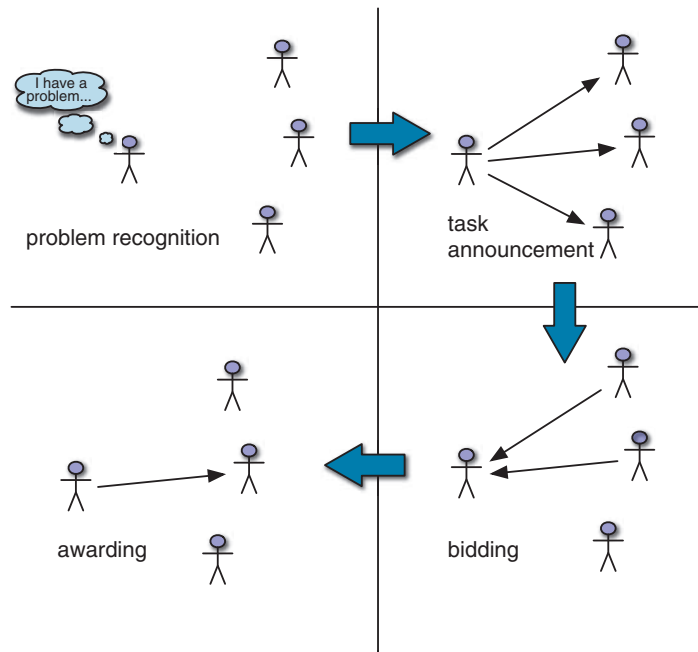 I have a
problem...
problem recognition
task
announcement
awarding
bidding